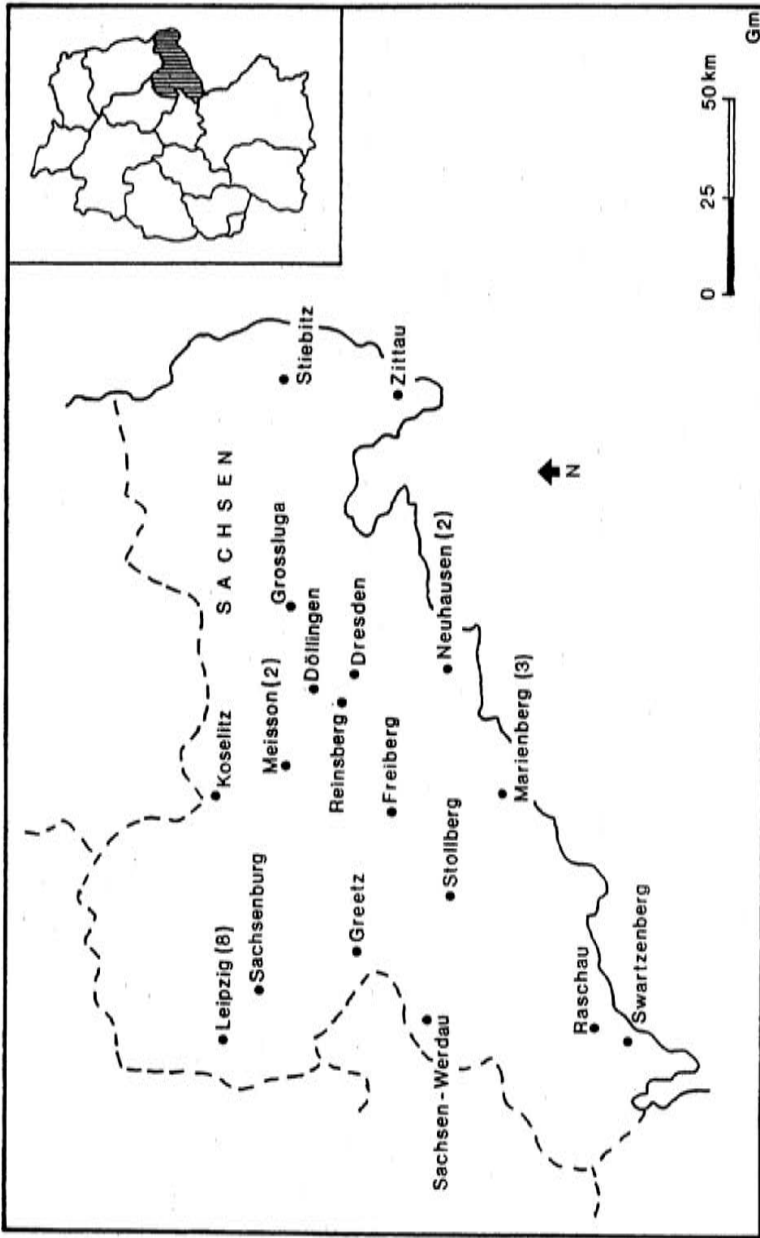 Koselitz
SACHSEN
Leipzig (8)
Sachsenburg
Meisson (2)
Grossluga
Stiebitz
Döllingen
Reinsberg
Dresden
Greetz
Freiberg
Zittau
Sachsen-Werdau
Stollberg
Neuhausen (2)
Marienberg (3)
N
Raschau
Swartzenberg
0 25 50 km
Gm